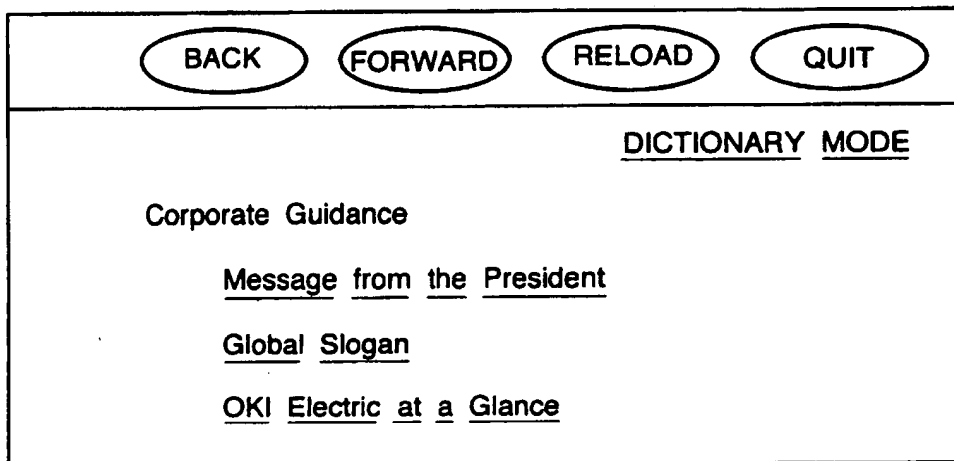 BACK FORWARD RELOAD QUIT
DICTIONARY MODE
Corporate Guidance
Message from the President
Global Slogan
OKI Electric at a Glance